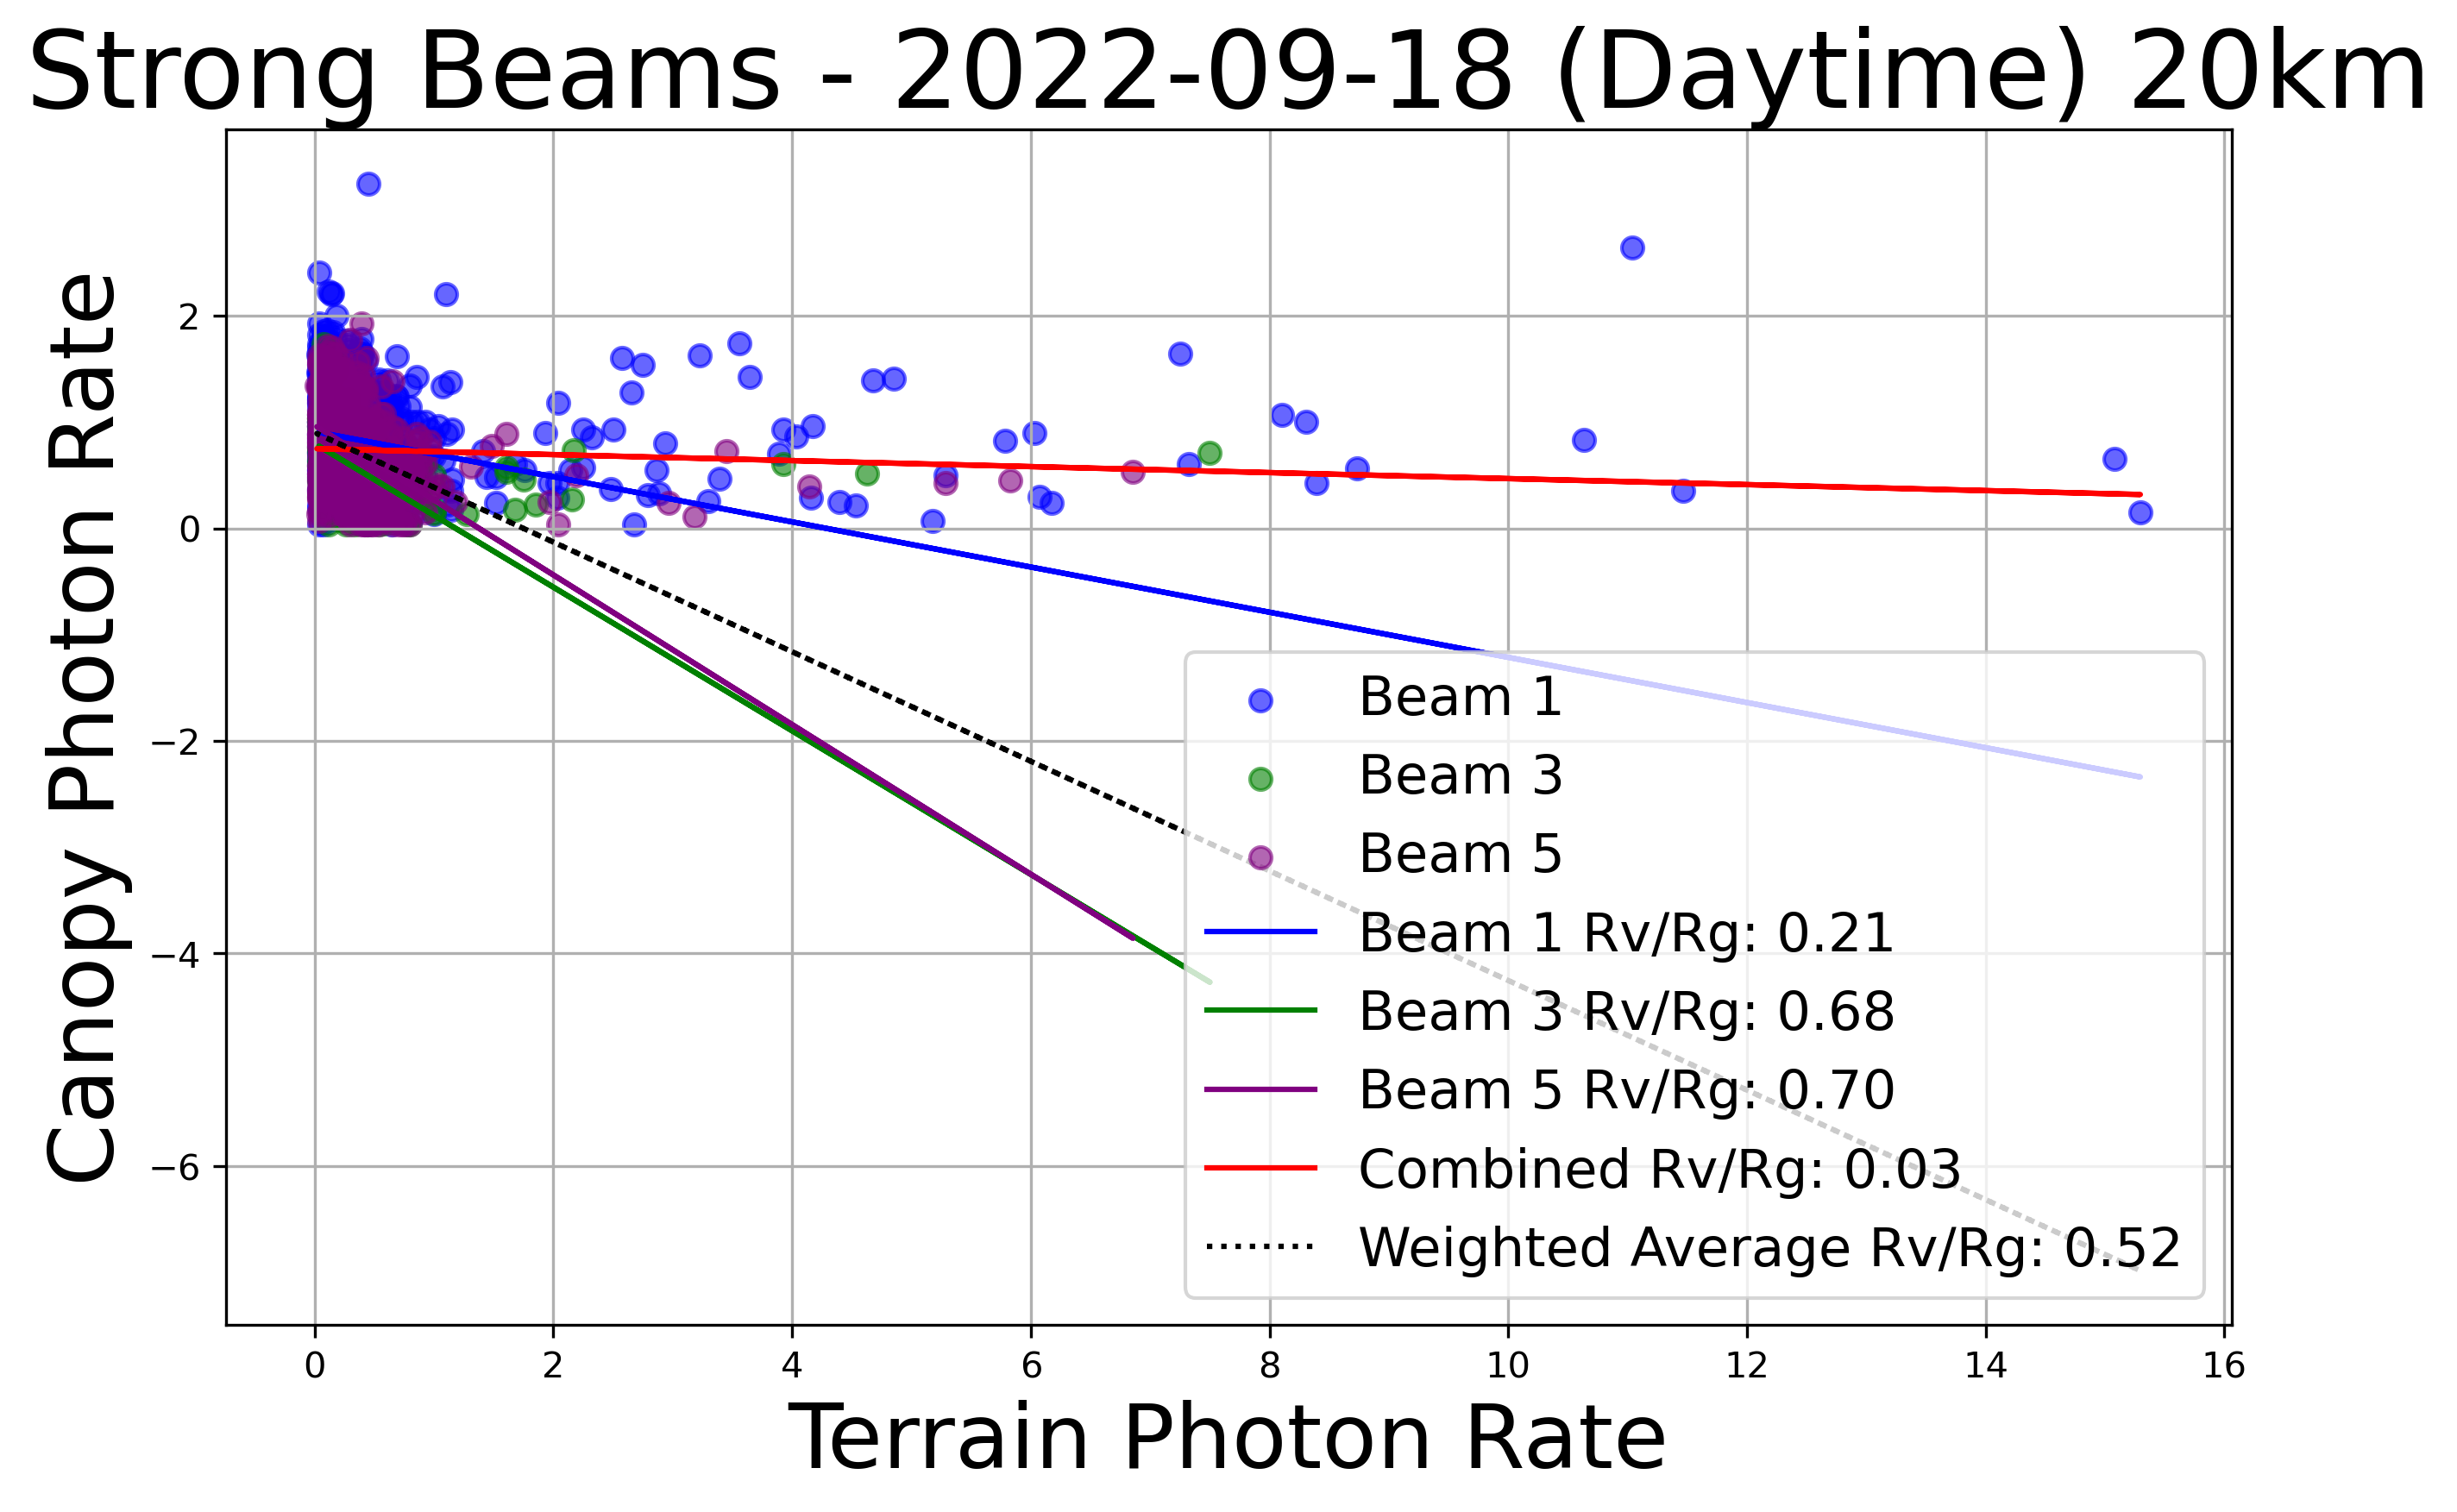 Strong Beams - 2022-09-18 (Daytime) 20km
Canopy Photon Rate
2
0
−2
−4
−6
Beam 1
Beam 3
Beam 5
Beam 1 Rv/Rg: 0.21
Beam 3 Rv/Rg: 0.68
Beam 5 Rv/Rg: 0.70
Combined Rv/Rg: 0.03
Weighted Average Rv/Rg: 0.52
0 2 4 6 8 10 12 14 16
Terrain Photon Rate